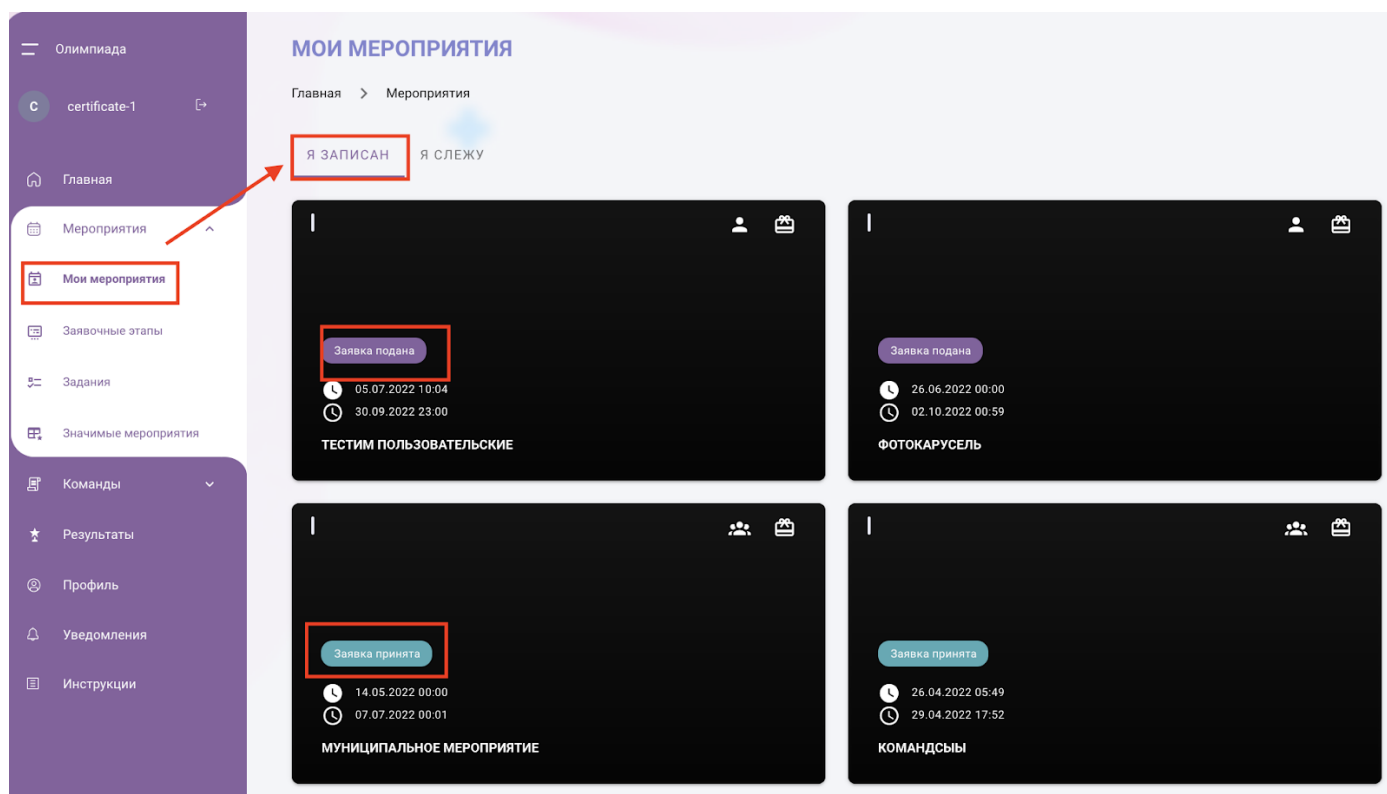 Олимпиада
C
certificate-1
Главная
Мероприятия
Мои мероприятия
Заявочные этапы
Задания
Значимые мероприятия
Команды
Результаты
Профиль
Уведомления
Инструкции
МОИ МЕРОПРИЯТИЯ
Главная > Мероприятия
Я ЗАПИСАН Я СЛЕЖУ
Заявка подана
05.07.2022 10:04
30.09.2022 23:00
ТЕСТИМ ПОЛЬЗОВАТЕЛЬСКИЕ
Заявка подана
26.06.2022 00:00
02.10.2022 00:59
ФОТОКАРУСЕЛЬ
Заявка принята
14.05.2022 00:00
07.07.2022 00:01
МУНИЦИПАЛЬНОЕ МЕРОПРИЯТИЕ
Заявка принята
26.04.2022 05:49
29.04.2022 17:52
КОМАНДСЫЫ